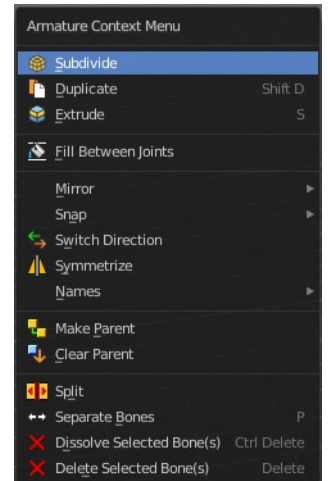 Armature Context Menu
Subdivide
Duplicate Shift D
Extrude S
Fill Between Joints
Mirror
Snap
Switch Direction
Symmetrize
Names
Make Parent
Clear Parent
Split
Separate Bones P
Dissolve Selected Bone(s) Ctrl Delete
Delete Selected Bone(s) Delete